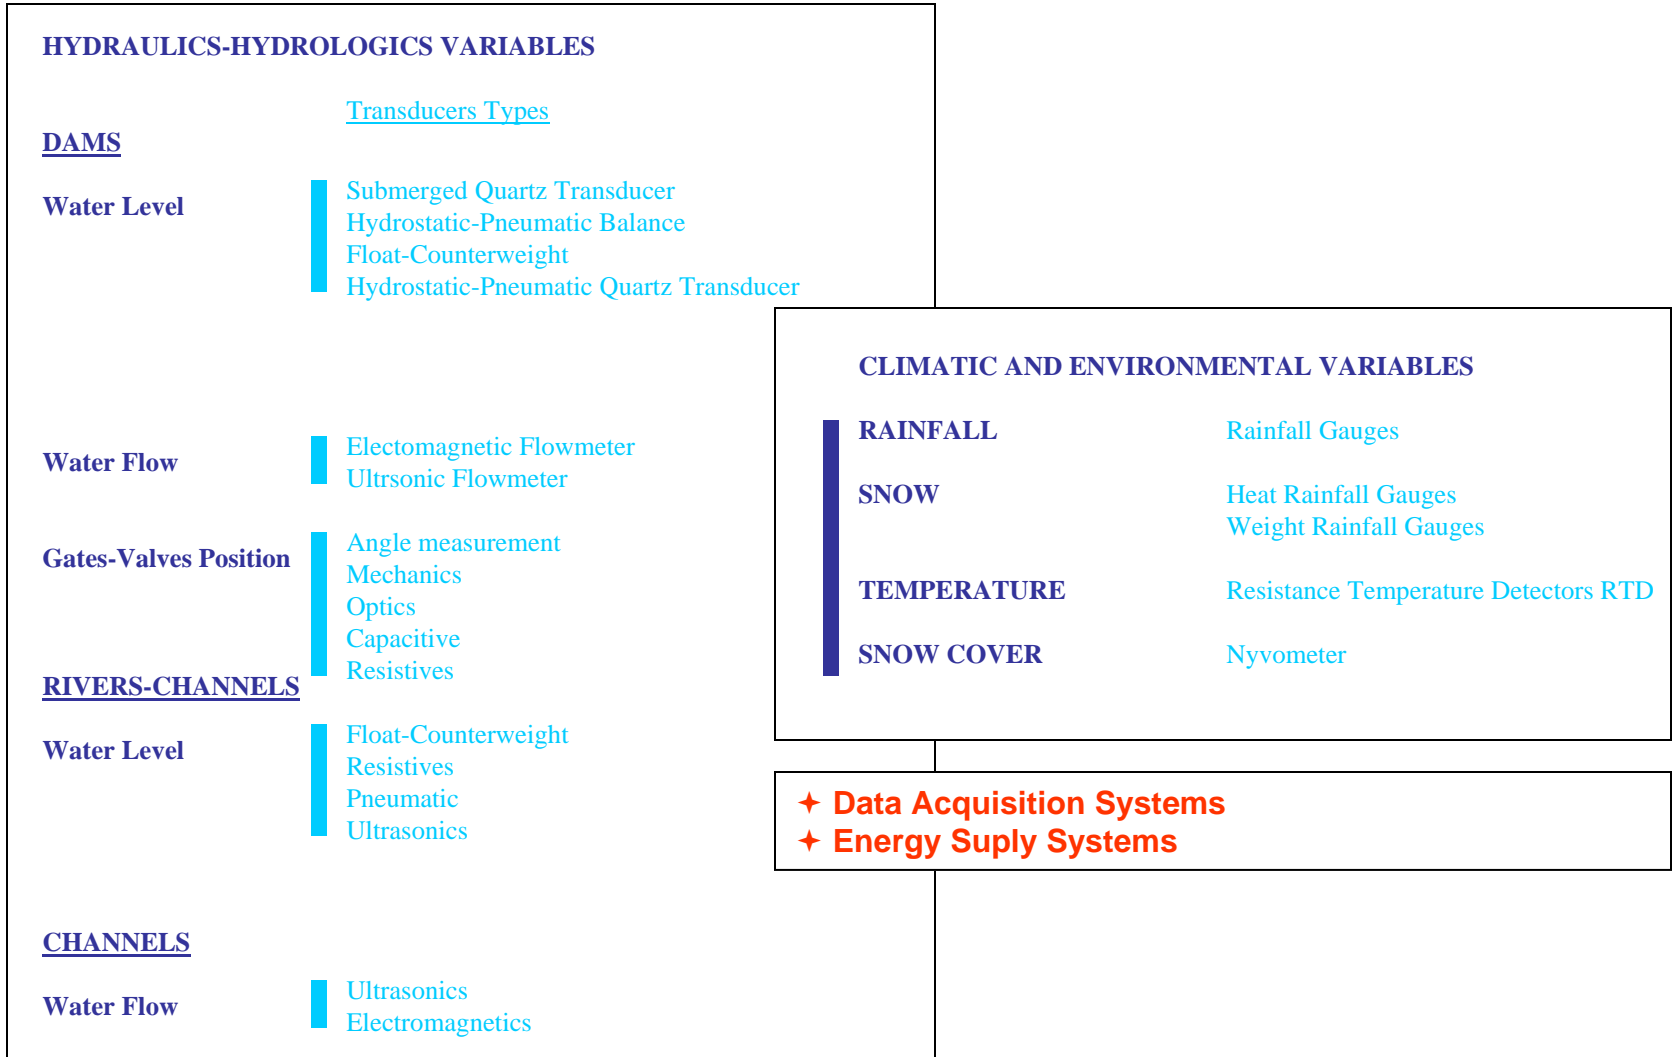 HYDRAULICS-HYDROLOGICS VARIABLES
Transducers Types
DAMS
Water Level
Submerged Quartz Transducer
Hydrostatic-Pneumatic Balance
Float-Counterweight
Hydrostatic-Pneumatic Quartz Transducer
Water Flow
Electomagnetic Flowmeter
Ultrsonic Flowmeter
Gates-Valves Position
Angle measurement
Mechanics
Optics
Capacitive
Resistives
RIVERS-CHANNELS
Water Level
Float-Counterweight
Resistives
Pneumatic
Ultrasonics
CHANNELS
Water Flow
Ultrasonics
Electromagnetics
CLIMATIC AND ENVIRONMENTAL VARIABLES
RAINFALL Rainfall Gauges
SNOW Heat Rainfall Gauges
Weight Rainfall Gauges
TEMPERATURE Resistance Temperature Detectors RTD
SNOW COVER Nyvometer
Data Acquisition Systems
Energy Suply Systems